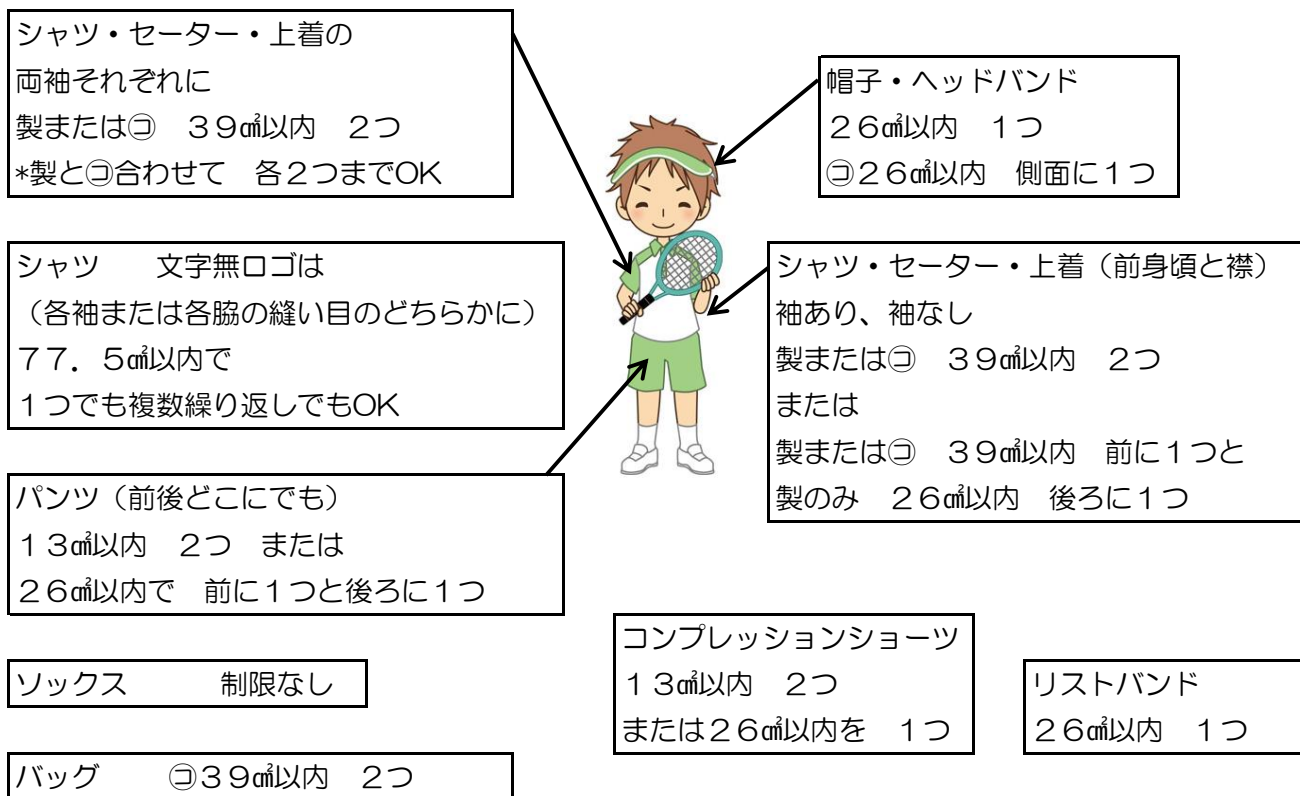 シャツ・セーター・上着の
両袖それぞれに
製または㋙　３９㎠以内　２つ
*製と㋙合わせて　各２つまでOK
帽子・ヘッドバンド
２６㎠以内　１つ
㋙２６㎠以内　側面に１つ
シャツ　　文字無ロゴは
（各袖または各脇の縫い目のどちらかに）
７７．５㎠以内で
１つでも複数繰り返しでもOK
シャツ・セーター・上着（前身頃と襟）
袖あり、袖なし
製または㋙　３９㎠以内　２つ
または
製または㋙　３９㎠以内　前に１つと
製のみ　２６㎠以内　後ろに１つ
パンツ（前後どこにでも）
１３㎠以内　２つ　または
２６㎠以内で　前に１つと後ろに１つ
コンプレッションショーツ
１３㎠以内　２つ
または２６㎠以内を　１つ
ソックス　　　制限なし
リストバンド
２６㎠以内　１つ
バッグ　　㋙３９㎠以内　２つ